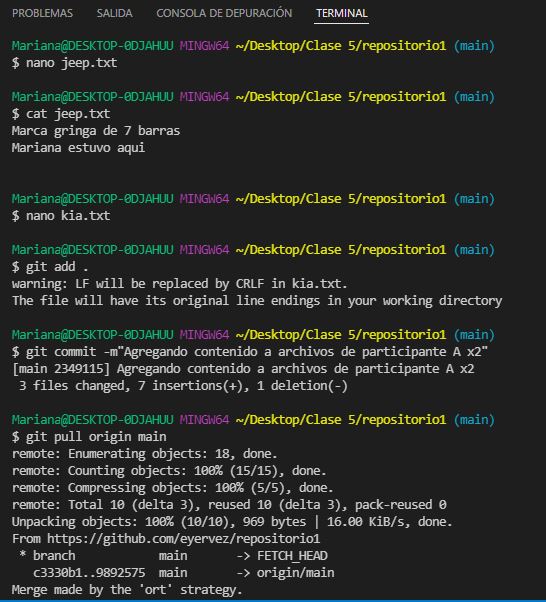 PROBLEMAS SALIDA CONSOLA DE DEPURACIÓN TERMINAL
Mariana@DESKTOP-0DJAHUU MINGW64 ~/Desktop/Clase 5/repositorio1 (main)
$ nano jeep.txt
Mariana@DESKTOP-0DJAHUU MINGW64 ~/Desktop/Clase 5/repositorio1 (main)
$ cat jeep.txt
Marca gringa de 7 barras
Mariana estuvo aqui
Mariana@DESKTOP-0DJAHUU MINGW64 ~/Desktop/Clase 5/repositorio1 (main)
$ nano kia.txt
Mariana@DESKTOP-0DJAHUU MINGW64 ~/Desktop/Clase 5/repositorio1 (main)
$ git add .
warning: LF will be replaced by CRLF in kia.txt.
The file will have its original line endings in your working directory
Mariana@DESKTOP-0DJAHUU MINGW64 ~/Desktop/Clase 5/repositorio1 (main)
$ git commit -m"Agregando contenido a archivos de participante A x2"
[main 2349115] Agregando contenido a archivos de participante A x2
 3 files changed, 7 insertions(+), 1 deletion(-)
Mariana@DESKTOP-0DJAHUU MINGW64 ~/Desktop/Clase 5/repositorio1 (main)
$ git pull origin main
remote: Enumerating objects: 18, done.
remote: Counting objects: 100% (15/15), done.
remote: Compressing objects: 100% (5/5), done.
remote: Total 10 (delta 3), reused 10 (delta 3), pack-reused 0
Unpacking objects: 100% (10/10), 969 bytes | 16.00 KiB/s, done.
From https://github.com/eyervez/repositorio1
 * branch main -> FETCH_HEAD
 c3330b1..9892575 main -> origin/main
Merge made by the 'ort' strategy.